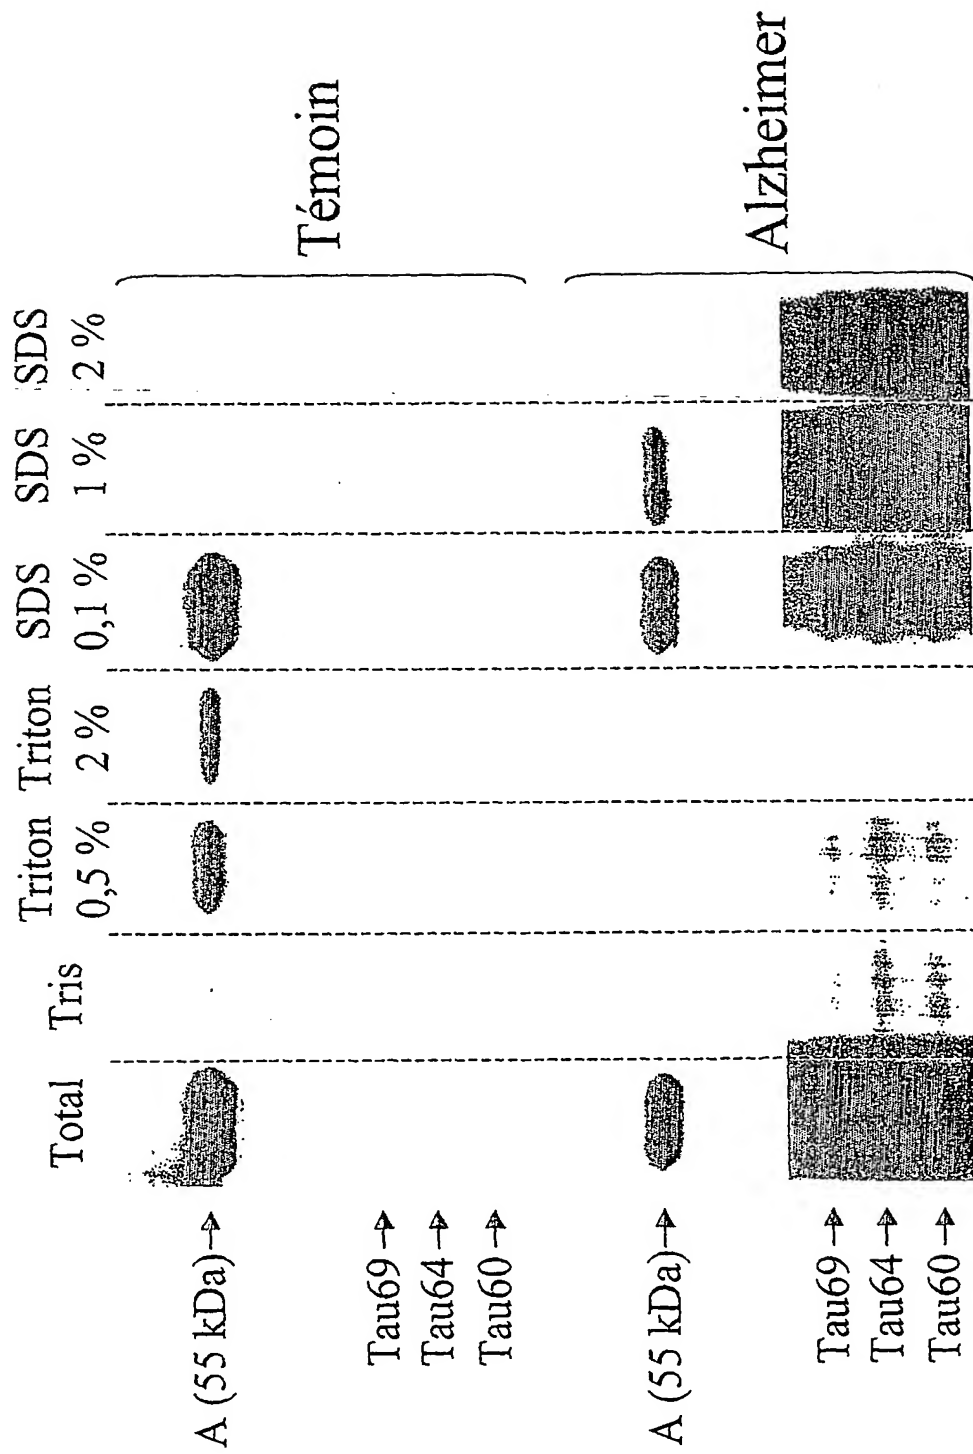 Total
Tris
Triton
0,5 %
Triton
2 %
SDS
0,1 %
SDS
1 %
SDS
2 %
A (55 kDa)→
Tau69→
Tau64→
Tau60→
Témoin
A (55 kDa)→
Tau69→
Tau64→
Tau60→
Alzheimer